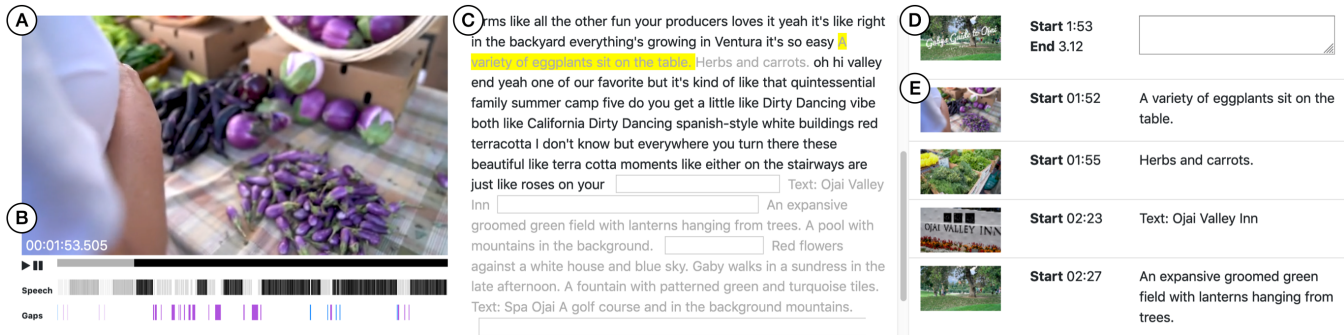 A
00:01:53.505
B
Speech
Gaps
C
rms like all the other fun your producers loves it yeah it's like right
in the backyard everything's growing in Ventura it's so easy A
variety of eggplants sit on the table. Herbs and carrots. oh hi valley
end yeah one of our favorite but it's kind of like that quintessential
family summer camp five do you get a little like Dirty Dancing vibe
both like California Dirty Dancing spanish-style white buildings red
terracotta I don't know but everywhere you turn there these
beautiful like terra cotta moments like either on the stairways are
just like roses on your Text: Ojai Valley
Inn An expansive
groomed green field with lanterns hanging from trees. A pool with
mountains in the background. Red flowers
against a white house and blue sky. Gaby walks in a sundress in the
late afternoon. A fountain with patterned green and turquoise tiles.
Text: Spa Ojai A golf course and in the background mountains.
D
Gaby's Guide to Ojai
Start 1:53
End 3.12
E
Start 01:52
A variety of eggplants sit on the
table.
Start 01:55
Herbs and carrots.
OJAI VALLEY INN
Start 02:23
Text: Ojai Valley Inn
Start 02:27
An expansive groomed green
field with lanterns hanging from
trees.